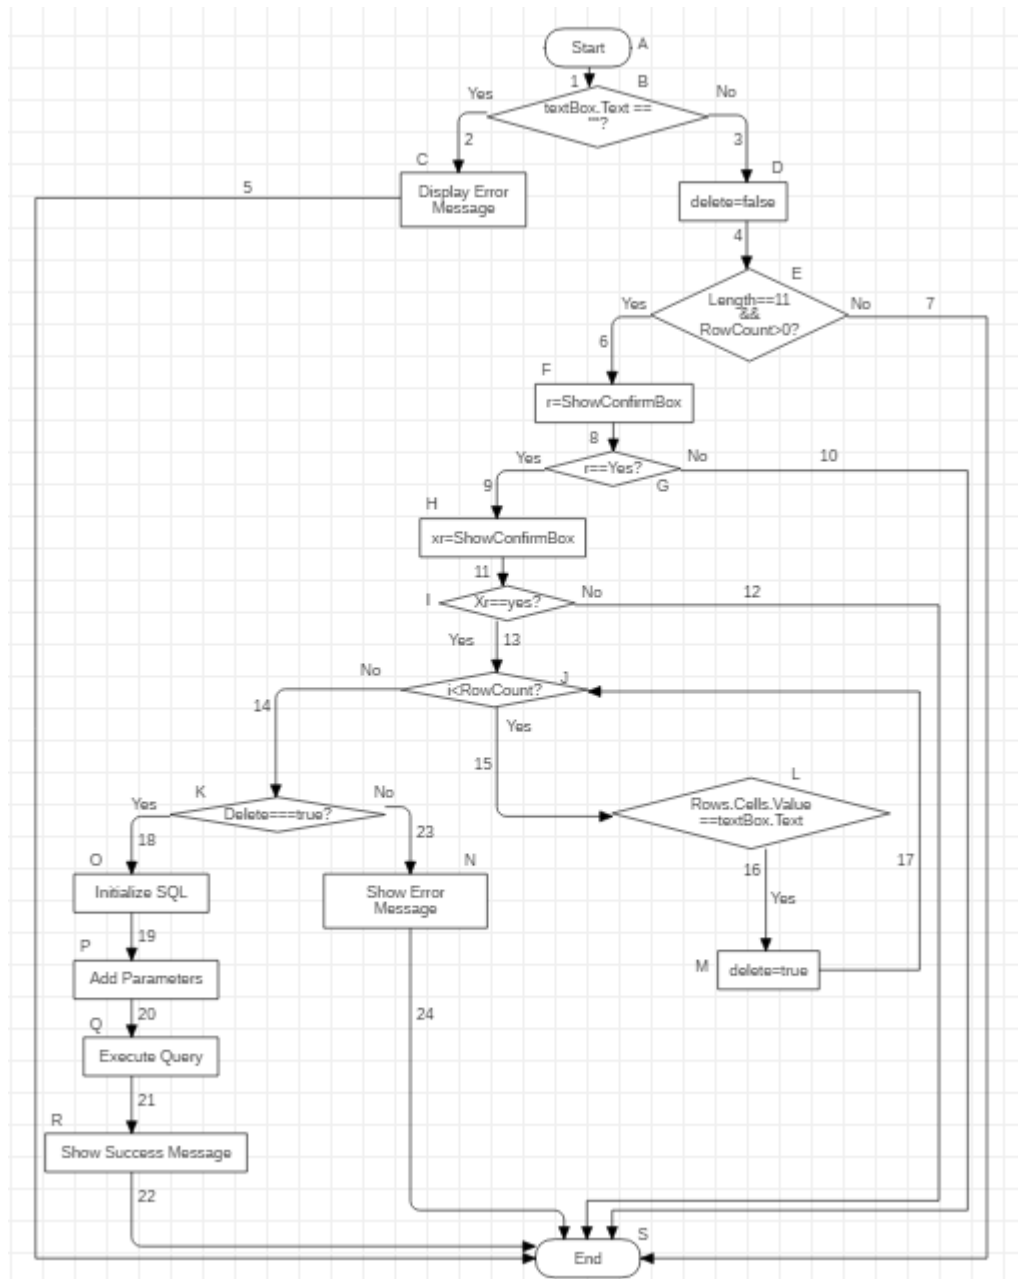 Start
A
1
B
Yes
textBox.Text ==
""?
No
2
3
C
D
Display Error
Message
5
delete=false
4
E
Yes
Length==11
&&
RowCount>0?
No
7
6
F
r=ShowConfirmBox
8
Yes
r==Yes?
No
10
G
9
H
xr=ShowConfirmBox
11
I
Xr==yes?
No
12
Yes
13
No
J
i<RowCount?
14
Yes
15
L
K
No
Yes
Delete===true?
Rows.Cells.Value
==textBox.Text
18
23
O
N
16
17
Initialize SQL
Show Error
Message
Yes
19
P
M
delete=true
Add Parameters
20
24
Q
Execute Query
21
R
Show Success Message
22
S
End